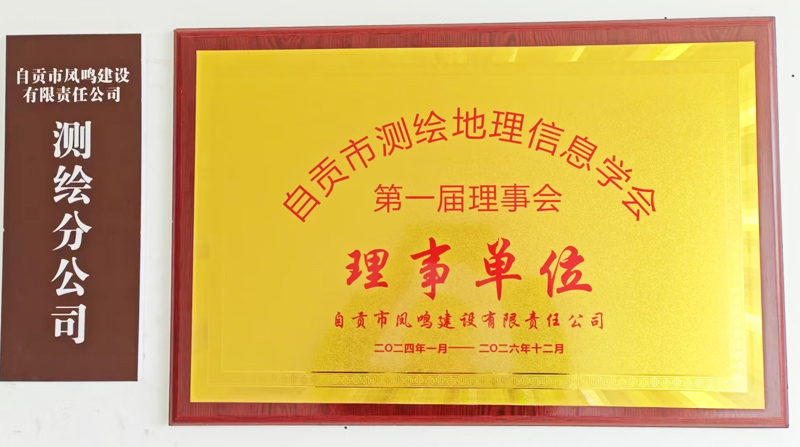 自贡市凤鸣建设
有限责任公司
测绘分公司
自贡市测绘地理信息学会
第一届理事会
理事单位
自贡市凤鸣建设有限责任公司
二〇二四年一月——二〇二六年十二月